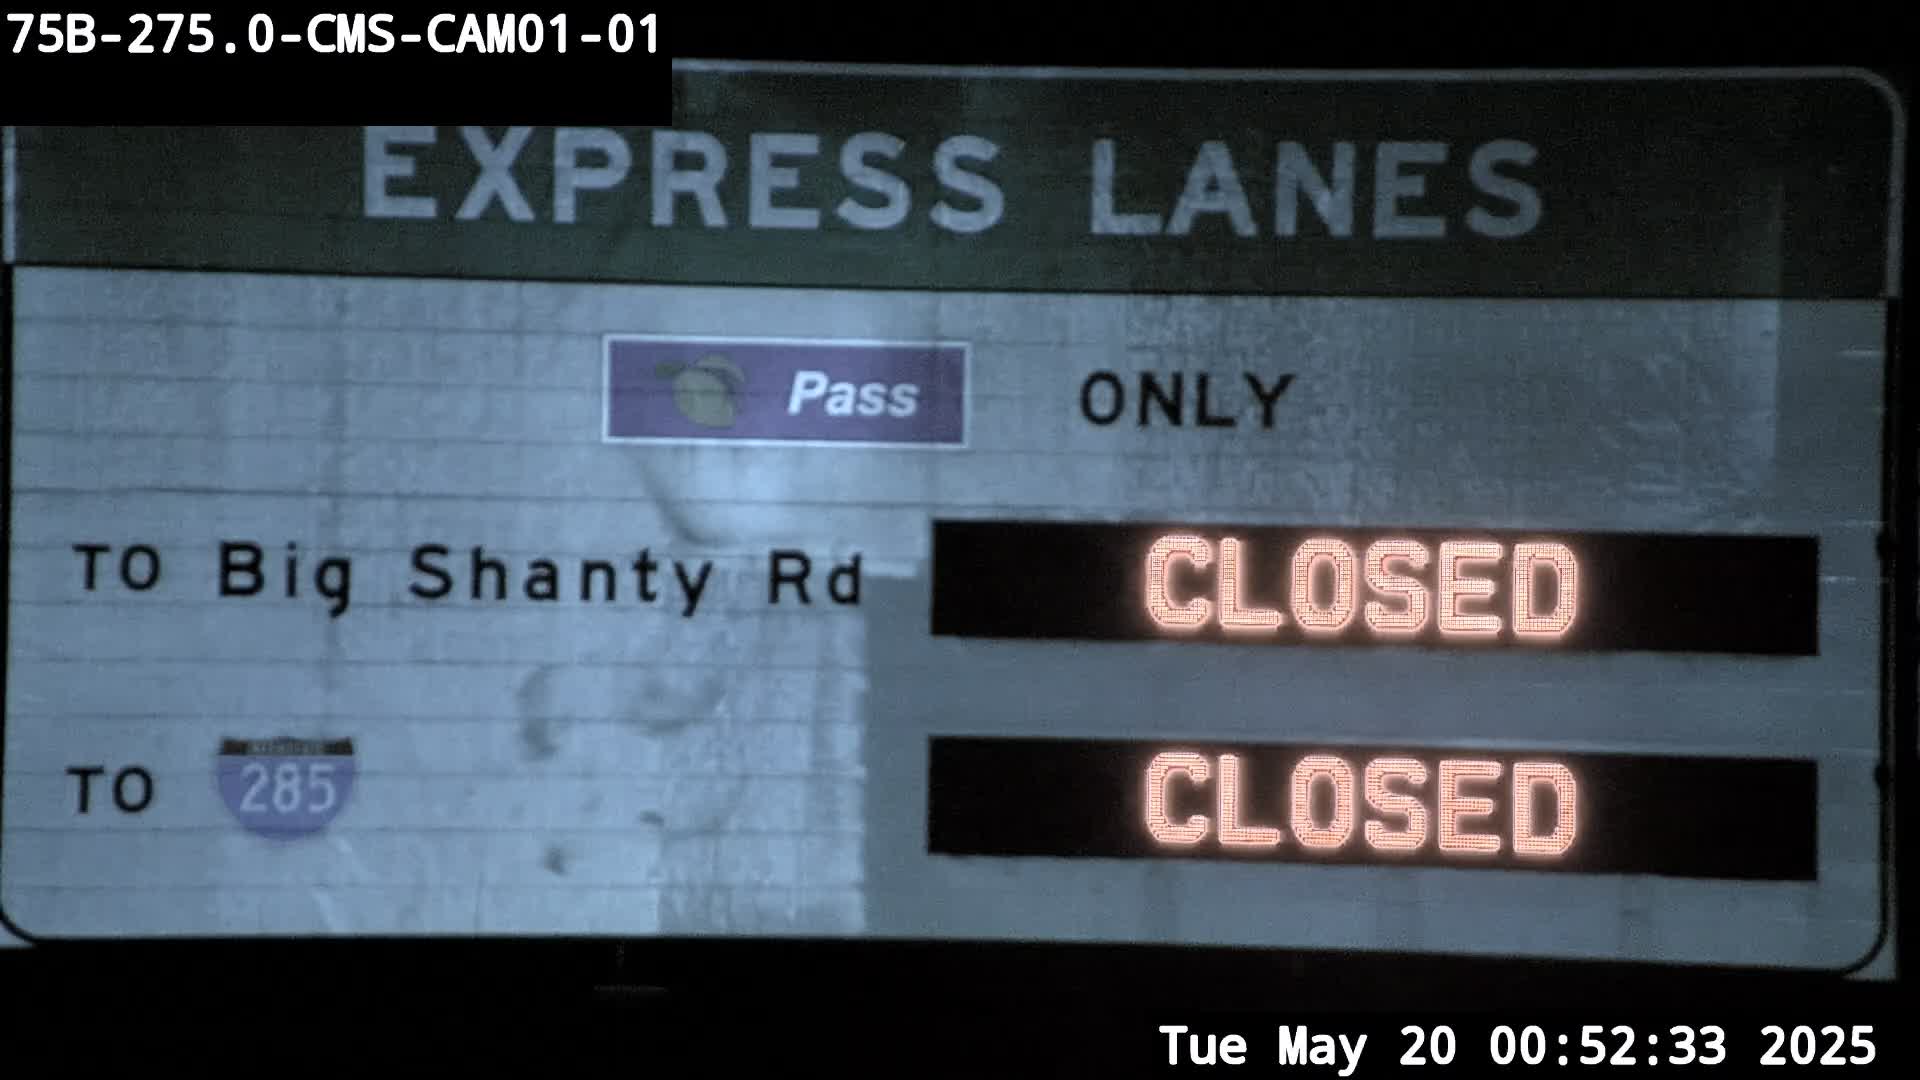 75B-275.0-CMS-CAM01-01
EXPRESS LANES
Pass ONLY
TO Big Shanty Rd CLOSED
TO 285 CLOSED
Tue May 20 00:52:33 2025